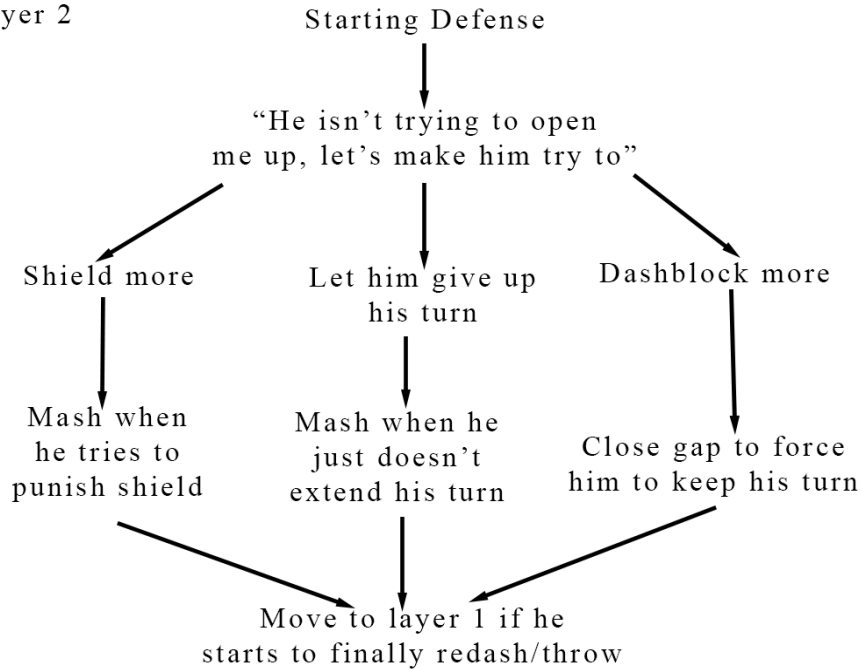 yer 2
Starting Defense
“He isn’t trying to open
me up, let’s make him try to”
Shield more
Let him give up
his turn
Dashblock more
Mash when
he tries to
punish shield
Mash when he
just doesn’t
extend his turn
Close gap to force
him to keep his turn
Move to layer 1 if he
starts to finally redash/throw